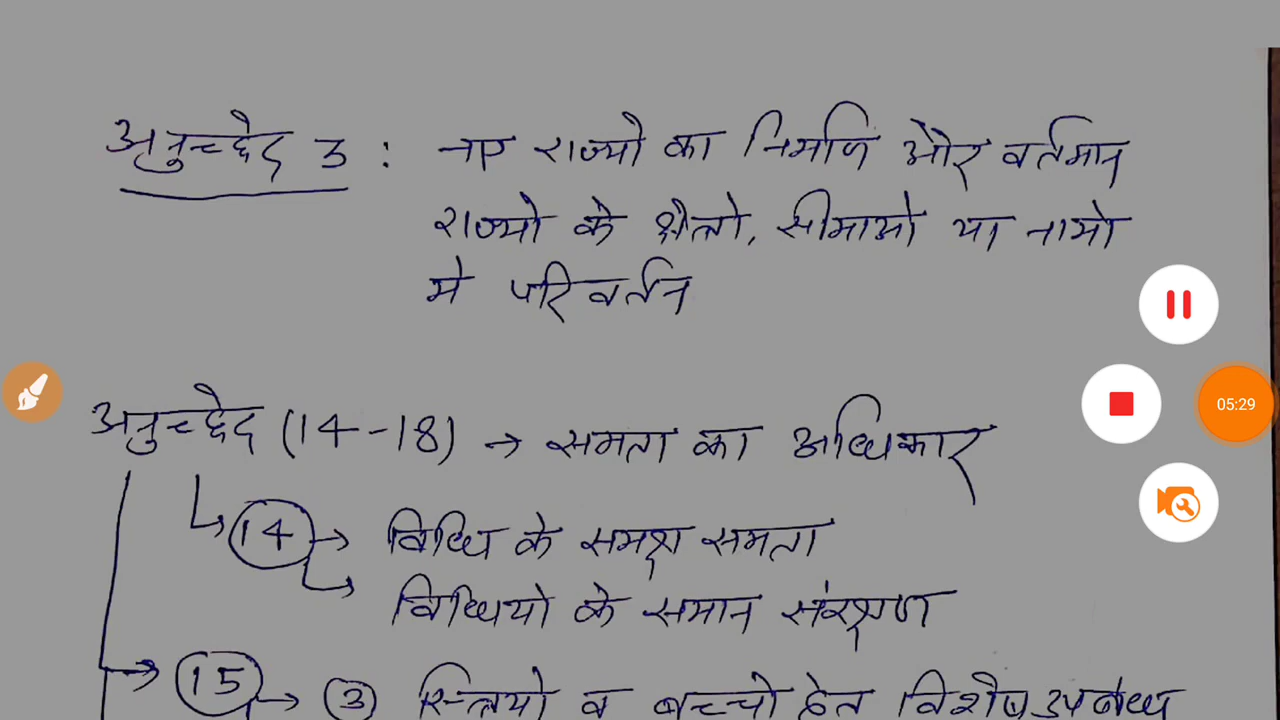 अनुच्छेद 3 : नए राज्यो का निर्माण और वर्तमान
राज्यो के क्षेत्रो, सीमाओ या नामो
मे परिवर्तन
05:29
अनुच्छेद (14-18) → समता का अधिकार
14 → विधि के समक्ष समता
विधियो के समान संरक्षण
→ 15 → (3) स्त्रियो व बच्चो हेतु विशेष उपबंध